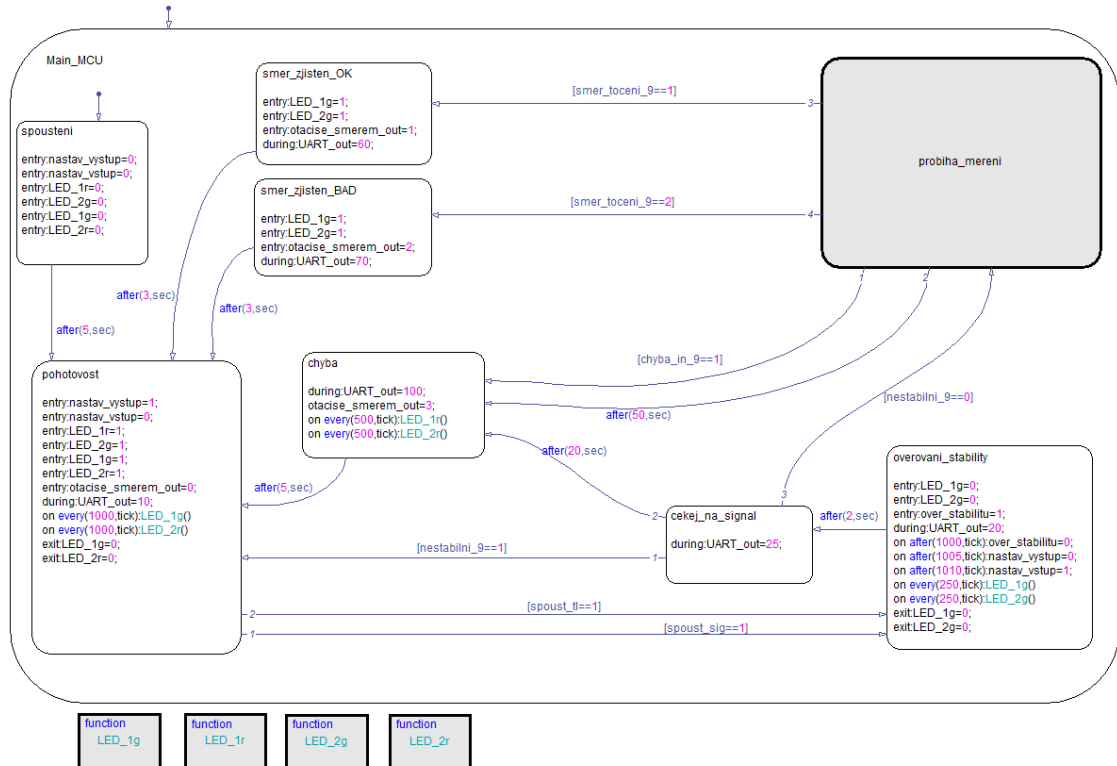 Main_MCU
spousteni
entry:nastav_vystup=0;
entry:nastav_vstup=0;
entry:LED_1r=0;
entry:LED_2g=0;
entry:LED_1g=0;
entry:LED_2r=0;
smer_zjisten_OK
entry:LED_1g=1;
entry:LED_2g=1;
entry:otacise_smerem_out=1;
during:UART_out=60;
[smer_toceni_9==1]
3
probiha_mereni
smer_zjisten_BAD
entry:LED_1g=1;
entry:LED_2g=1;
entry:otacise_smerem_out=2;
during:UART_out=70;
[smer_toceni_9==2]
4
1
2
after(3,sec)
after(3,sec)
after(5,sec)
pohotovost
entry:nastav_vystup=1;
entry:nastav_vstup=0;
entry:LED_1r=1;
entry:LED_2g=1;
entry:LED_1g=1;
entry:LED_2r=1;
entry:otacise_smerem_out=0;
during:UART_out=10;
on every(1000,tick):LED_1g()
on every(1000,tick):LED_2r()
exit:LED_1g=0;
exit:LED_2r=0;
chyba
during:UART_out=100;
otacise_smerem_out=3;
on every(500,tick):LED_1r()
on every(500,tick):LED_2r()
[chyba_in_9==1]
after(50,sec)
[nestabilni_9==0]
after(20,sec)
after(5,sec)
3
2
cekej_na_signal
during:UART_out=25;
1
[nestabilni_9==1]
after(2,sec)
overovani_stability
entry:LED_1g=0;
entry:LED_2g=0;
entry:over_stabilitu=1;
during:UART_out=20;
on after(1000,tick):over_stabilitu=0;
on after(1005,tick):nastav_vystup=0;
on after(1010,tick):nastav_vstup=1;
on every(250,tick):LED_1g()
on every(250,tick):LED_2g()
exit:LED_1g=0;
exit:LED_2g=0;
2
[spoust_tl==1]
1
[spoust_sig==1]
function
LED_1g
function
LED_1r
function
LED_2g
function
LED_2r